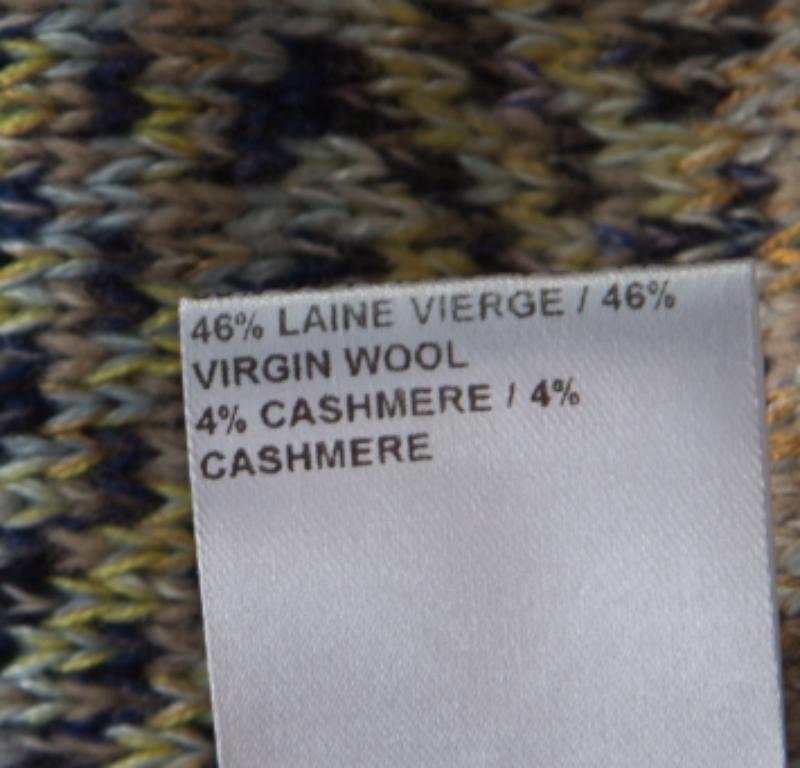 46% LAINE VIERGE / 46%
VIRGIN WOOL
4% CASHMERE / 4%
CASHMERE